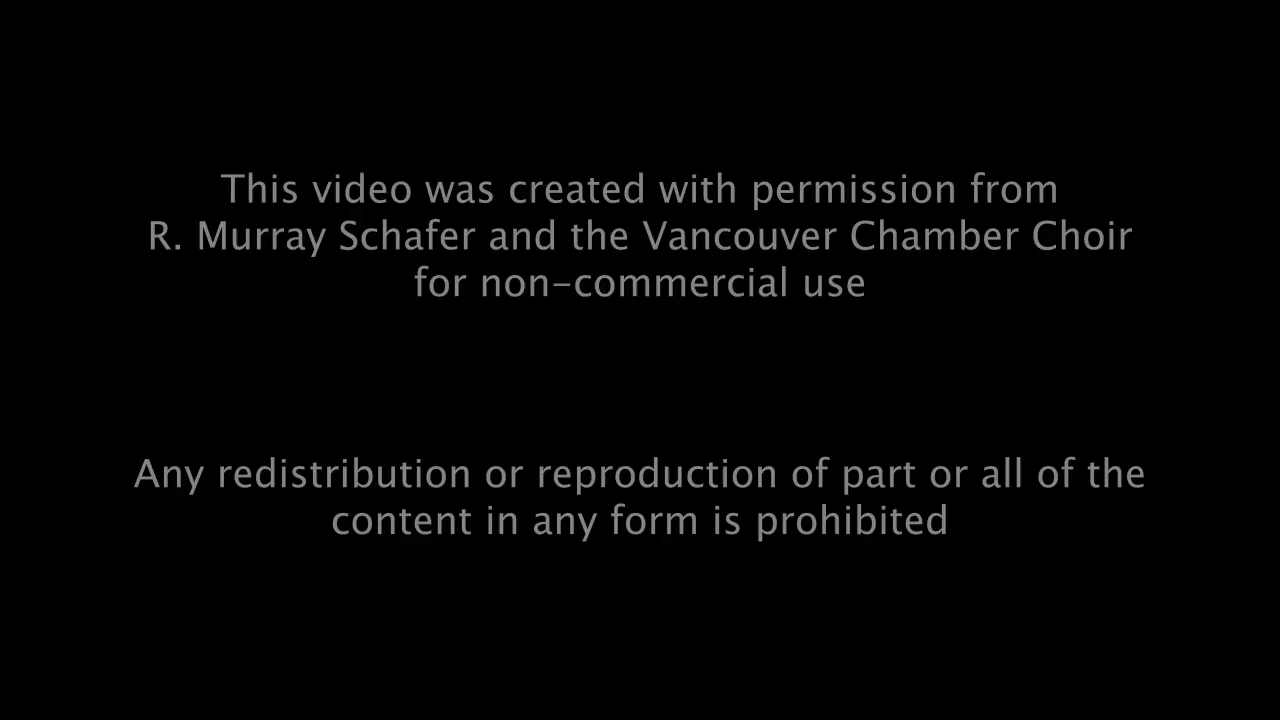 This video was created with permission from
R. Murray Schafer and the Vancouver Chamber Choir
for non-commercial use
Any redistribution or reproduction of part or all of the
content in any form is prohibited